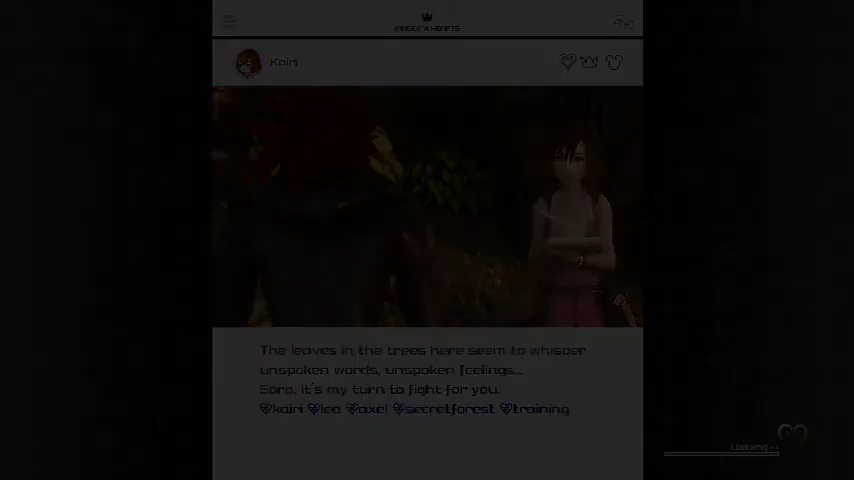 KINGDOM HEARTS
Kairi
The leaves in the trees here seem to whisper
unspoken words, unspoken feelings...
Sora, it's my turn to fight for you.
kairi lea axel secretforest training
Loading...